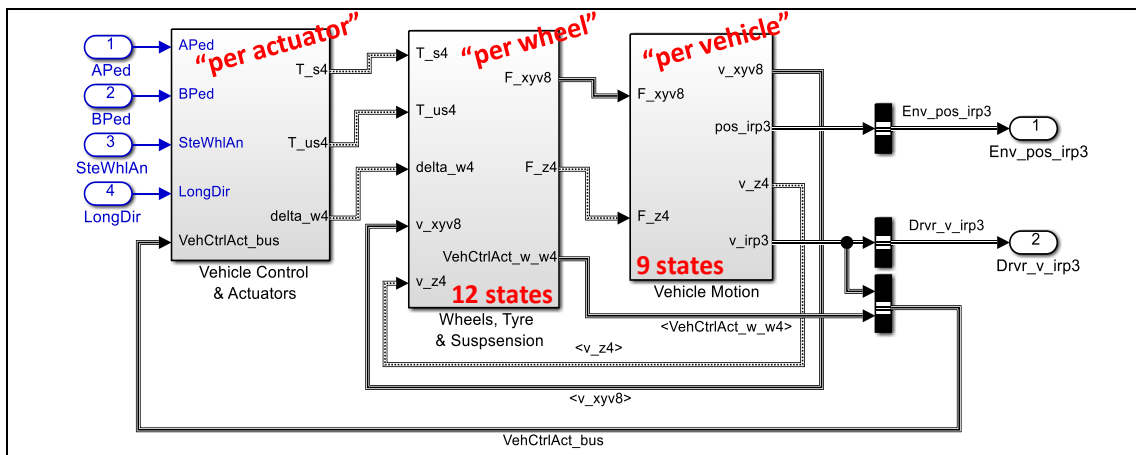 “per actuator”
“per wheel”
“per vehicle”
1
APed
2
BPed
3
SteWhlAn
4
LongDir
APed
BPed
SteWhlAn
LongDir
VehCtrlAct_bus
T_s4
T_us4
delta_w4
Vehicle Control
& Actuators
T_s4
T_us4
delta_w4
v_xyv8
v_z4
F_xyv8
F_z4
VehCtrlAct_w_w4
12 states
Wheels, Tyre
& Suspsension
F_xyv8
F_z4
v_xyv8
pos_irp3
v_z4
v_irp3
9 states
Vehicle Motion
Env_pos_irp3
1
Env_pos_irp3
Drvr_v_irp3
2
Drvr_v_irp3
<VehCtrlAct_w_w4>
<v_z4>
<v_xyv8>
VehCtrlAct_bus